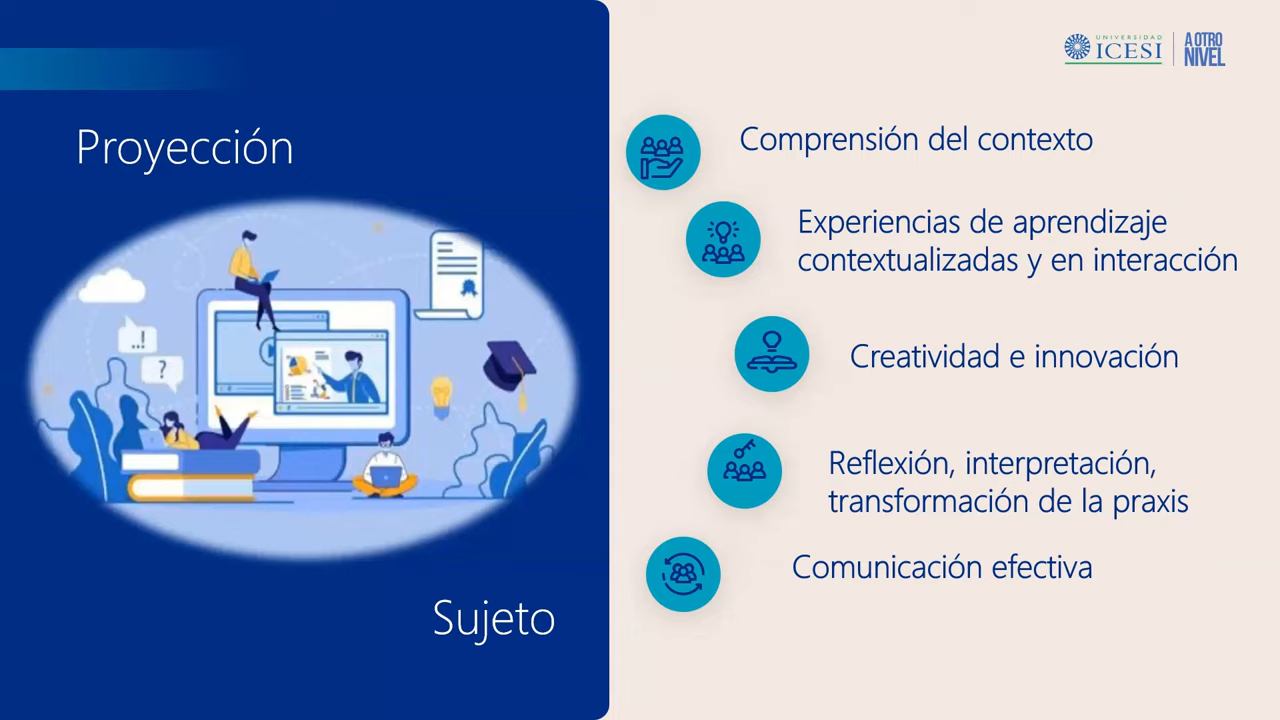 Proyección
..!
?
Sujeto
UNIVERSIDAD
ICESI
A OTRO
NIVEL
Comprensión del contexto
Experiencias de aprendizaje
contextualizadas y en interacción
Creatividad e innovación
Reflexión, interpretación,
transformación de la praxis
Comunicación efectiva